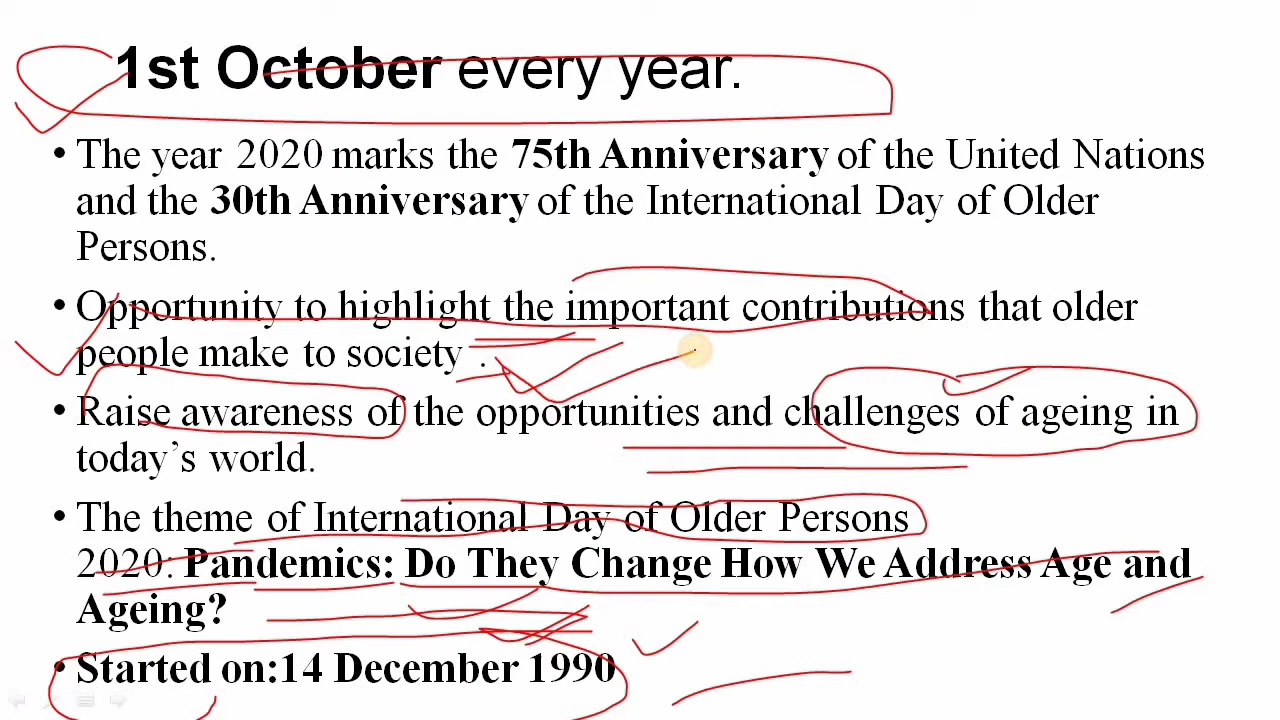 1st October every year.
• The year 2020 marks the 75th Anniversary of the United Nations
and the 30th Anniversary of the International Day of Older
Persons.
• Opportunity to highlight the important contributions that older
people make to society .
• Raise awareness of the opportunities and challenges of ageing in
today’s world.
• The theme of International Day of Older Persons
2020: Pandemics: Do They Change How We Address Age and
Ageing?
• Started on:14 December 1990